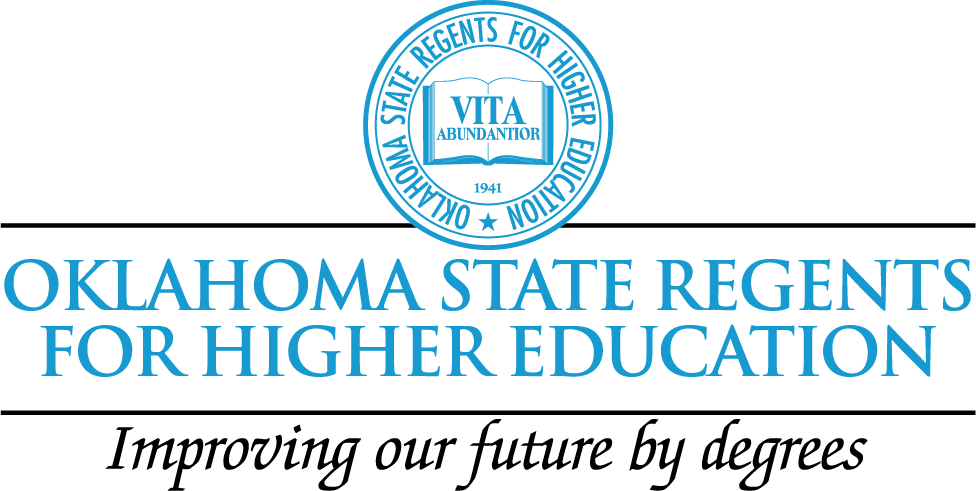 OKLAHOMA STATE REGENTS FOR HIGHER EDUCATION
VITA
ABUNDANTIOR
1941
OKLAHOMA STATE REGENTS
FOR HIGHER EDUCATION
Improving our future by degrees